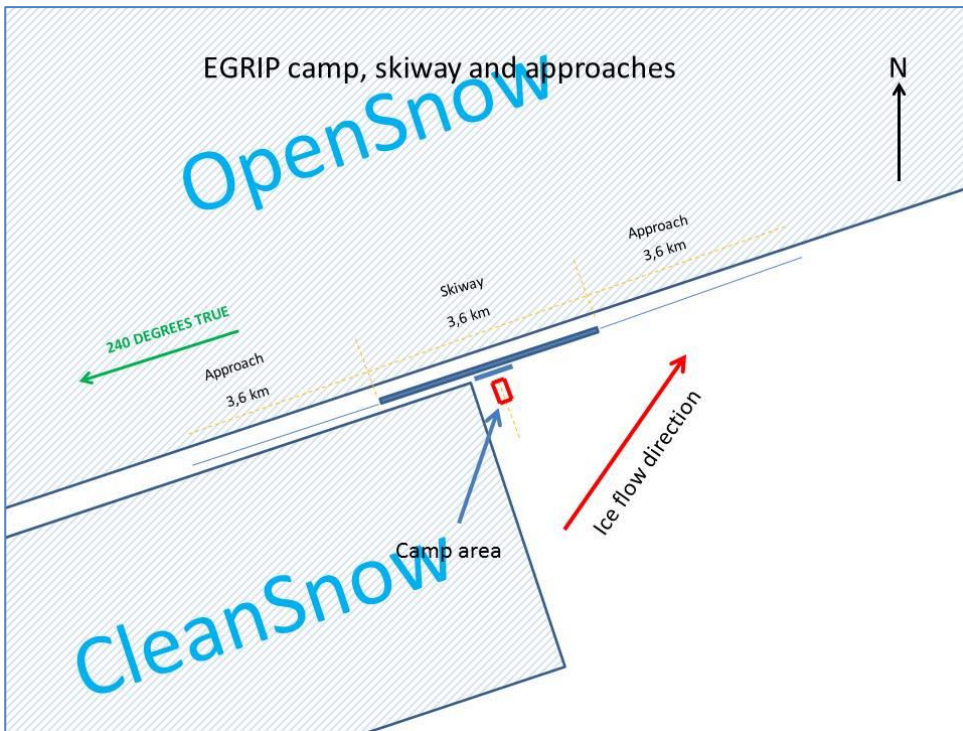 EGRIP camp, skiway and approaches
N
OpenSnow
Approach
3,6 km
Skiway
3,6 km
240 DEGREES TRUE
Approach
3,6 km
Ice flow direction
Camp area
CleanSnow